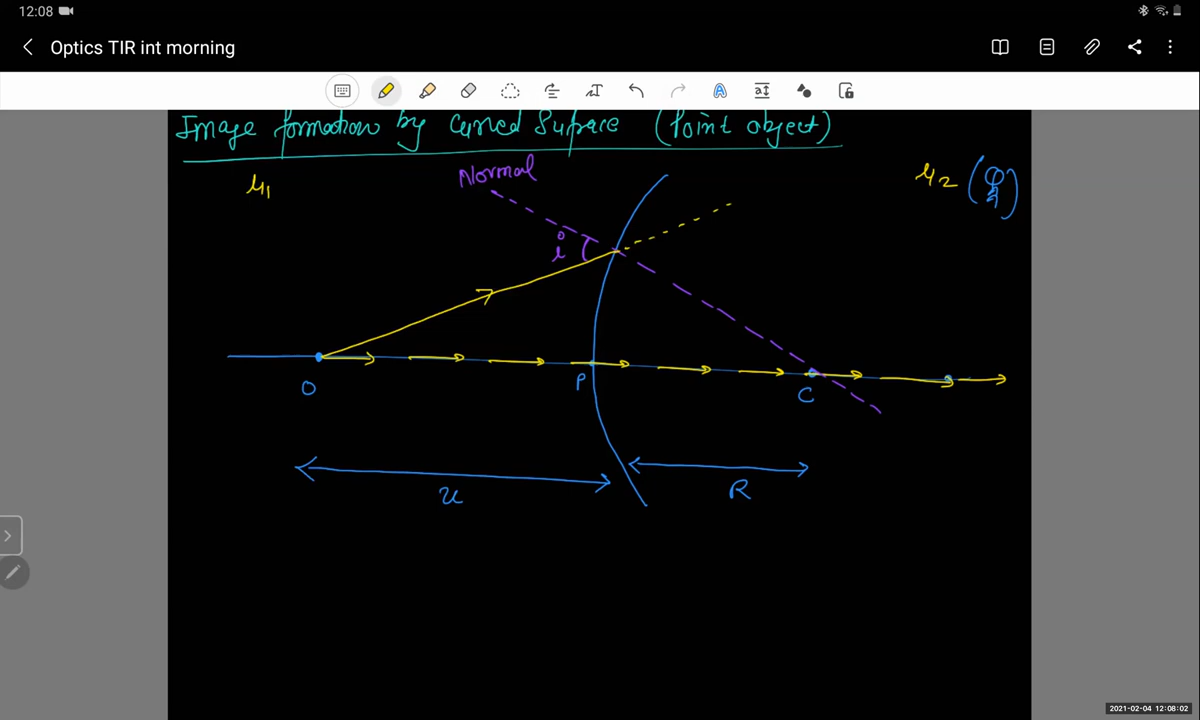 12:08
Optics TIR int morning
Image formation by Curved Surface (Point object)
Normal
μ1
μ2
i
O
P
C
u
R
2021-02-04 12:08:02